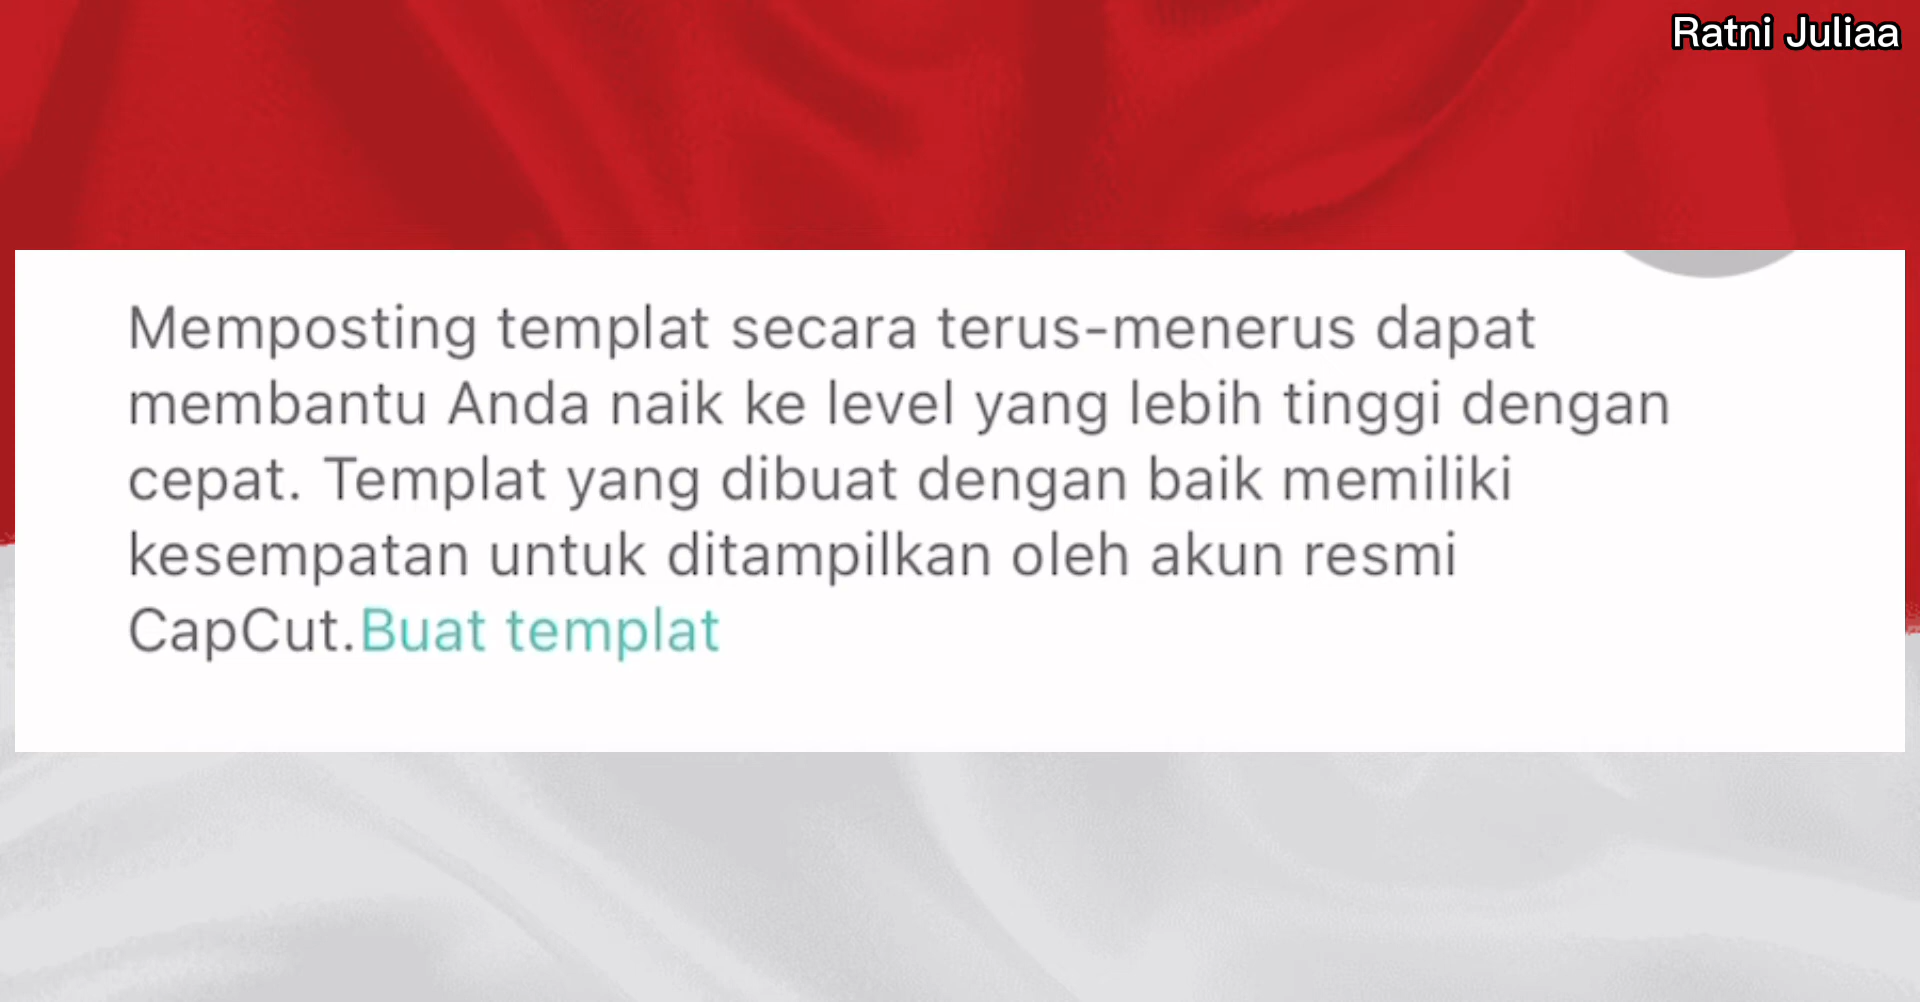 Ratni Juliaa
Memposting templat secara terus-menerus dapat
membantu Anda naik ke level yang lebih tinggi dengan
cepat. Templat yang dibuat dengan baik memiliki
kesempatan untuk ditampilkan oleh akun resmi
CapCut.Buat templat